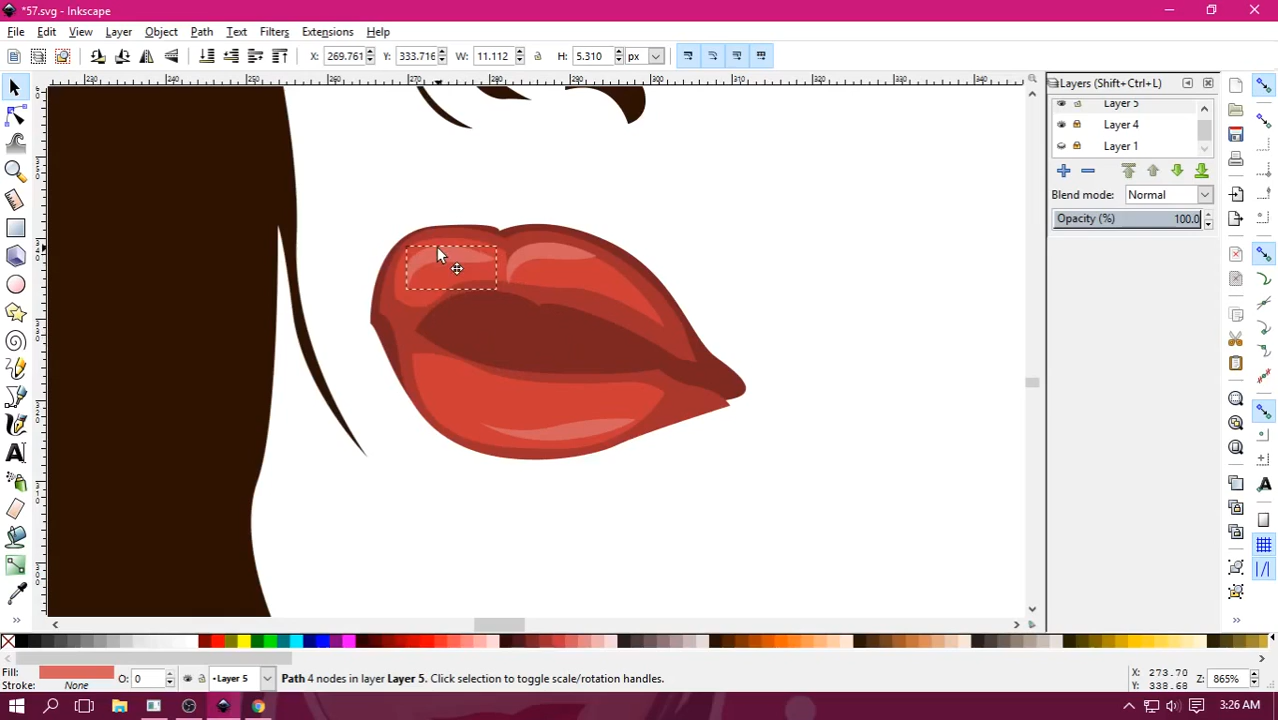 *57.svg - Inkscape
File Edit View Layer Object Path Text Filters Extensions Help
X: 269.761 Y: 333.716 W: 11.112 H: 5.310 px
Layers (Shift+Ctrl+L)
Layer 5
Layer 4
Layer 1
Blend mode: Normal
Opacity (%) 100.0
Fill:
Stroke: None
O: 0
•Layer 5
Path 4 nodes in layer Layer 5. Click selection to toggle scale/rotation handles.
X: 273.70
Y: 338.68
Z: 865%
3:26 AM